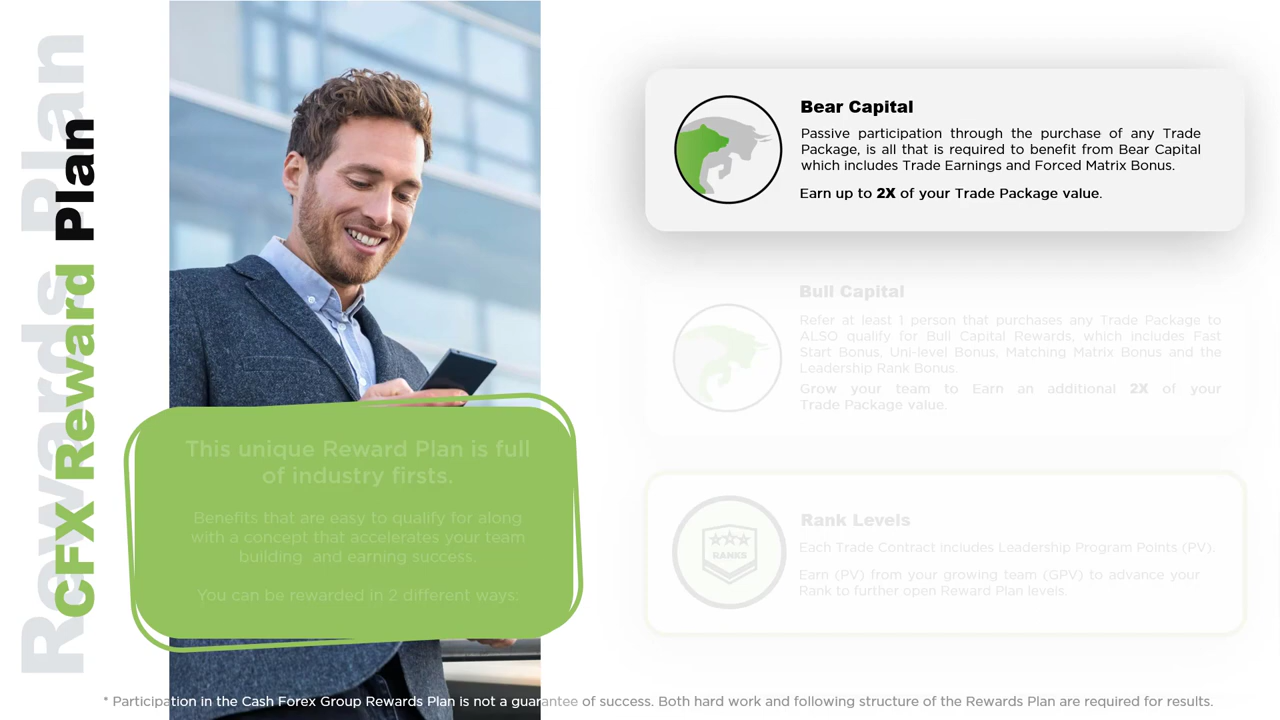 Rewards Plan
CFX Reward Plan
This unique Reward Plan is full
of industry firsts.
Benefits that are easy to qualify for along
with a concept that accelerates your team
building and earning success.
You can be rewarded in 2 different ways:
Bear Capital
Passive participation through the purchase of any Trade
Package, is all that is required to benefit from Bear Capital
which includes Trade Earnings and Forced Matrix Bonus.
Earn up to 2X of your Trade Package value.
Bull Capital
Refer at least 1 person that purchases any Trade Package to
ALSO qualify for Bull Capital Rewards, which includes Fast
Start Bonus, Uni-level Bonus, Matching Matrix Bonus and the
Leadership Rank Bonus.
Grow your team to Earn an additional 2X of your
Trade Package value.
RANKS
Rank Levels
Each Trade Contract includes Leadership Program Points (PV).
Earn (PV) from your growing team (GPV) to advance your
Rank to further open Reward Plan levels.
* Participation in the Cash Forex Group Rewards Plan is not a guarantee of success. Both hard work and following structure of the Rewards Plan are required for results.